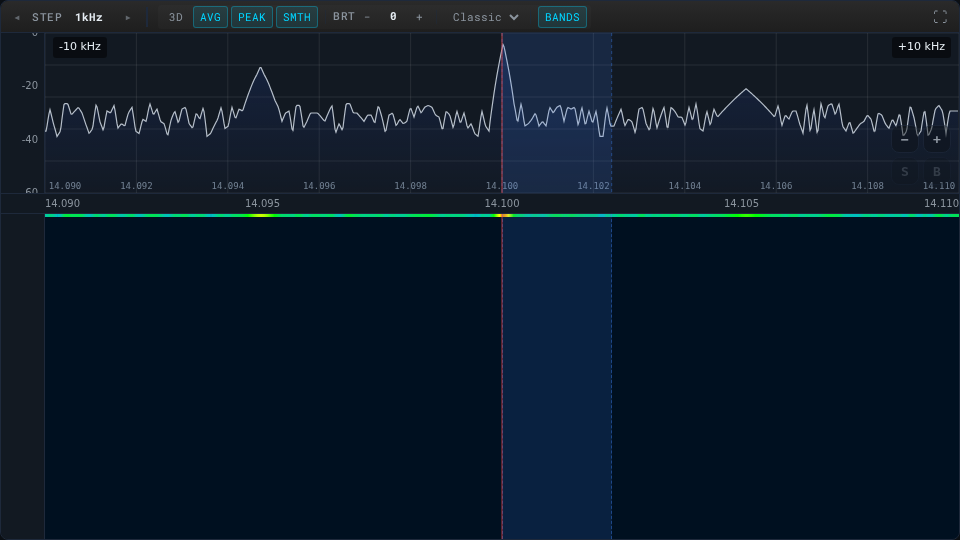 ◂ STEP 1kHz ▸ 3D AVG PEAK SMTH BRT - 0 + Classic BANDS
0
-10 kHz +10 kHz
-20
-40
− +
S B
-60
14.090 14.092 14.094 14.096 14.098 14.100 14.102 14.104 14.106 14.108 14.110
14.090 14.095 14.100 14.105 14.110